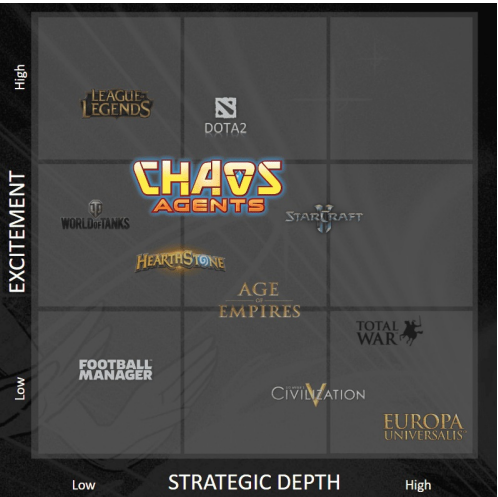 High
LEAGUE
OF
LEGENDS
DOTA2
CHAOS
AGENTS
EXCITEMENT
WORLD OF TANKS
STARCRAFT
HEARTHSTONE
AGE
OF
EMPIRES
TOTAL
WAR
FOOTBALL
MANAGER
Low
CIVILIZATION
V
EUROPA
UNIVERSALIS
Low
STRATEGIC DEPTH
High